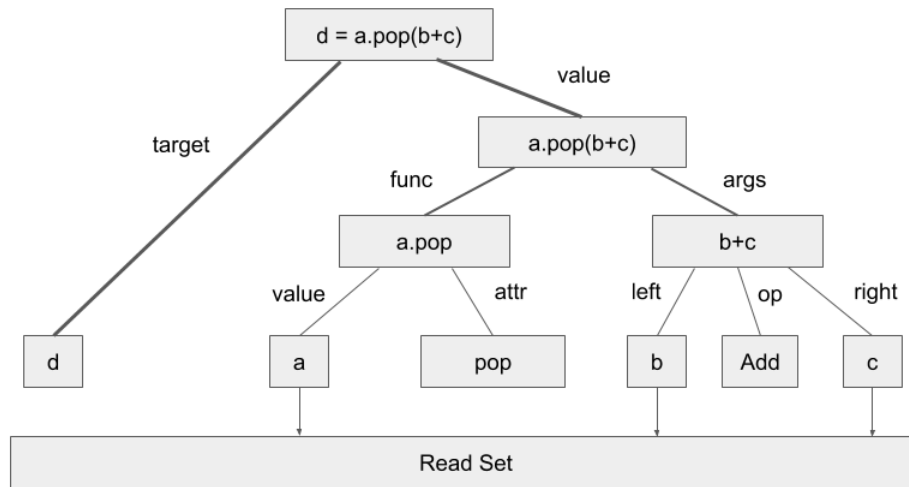 d = a.pop(b+c)
value
target
a.pop(b+c)
func
args
a.pop
b+c
value
attr
left
op
right
d
a
pop
b
Add
c
Read Set